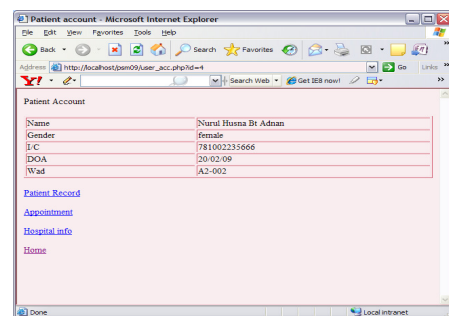 Patient account - Microsoft Internet Explorer
File Edit View Favorites Tools Help
Back Search Favorites
Address http://localhost/psm09/user_acc.php?id=4 Go Links »
Y! Search Web Get IE8 now! »
Patient Account
Name Nurul Husna Bt Adnan
Gender female
I/C 781002235666
DOA 20/02/09
Wad A2-002
Patient Record
Appointment
Hospital info
Home
Done Local intranet